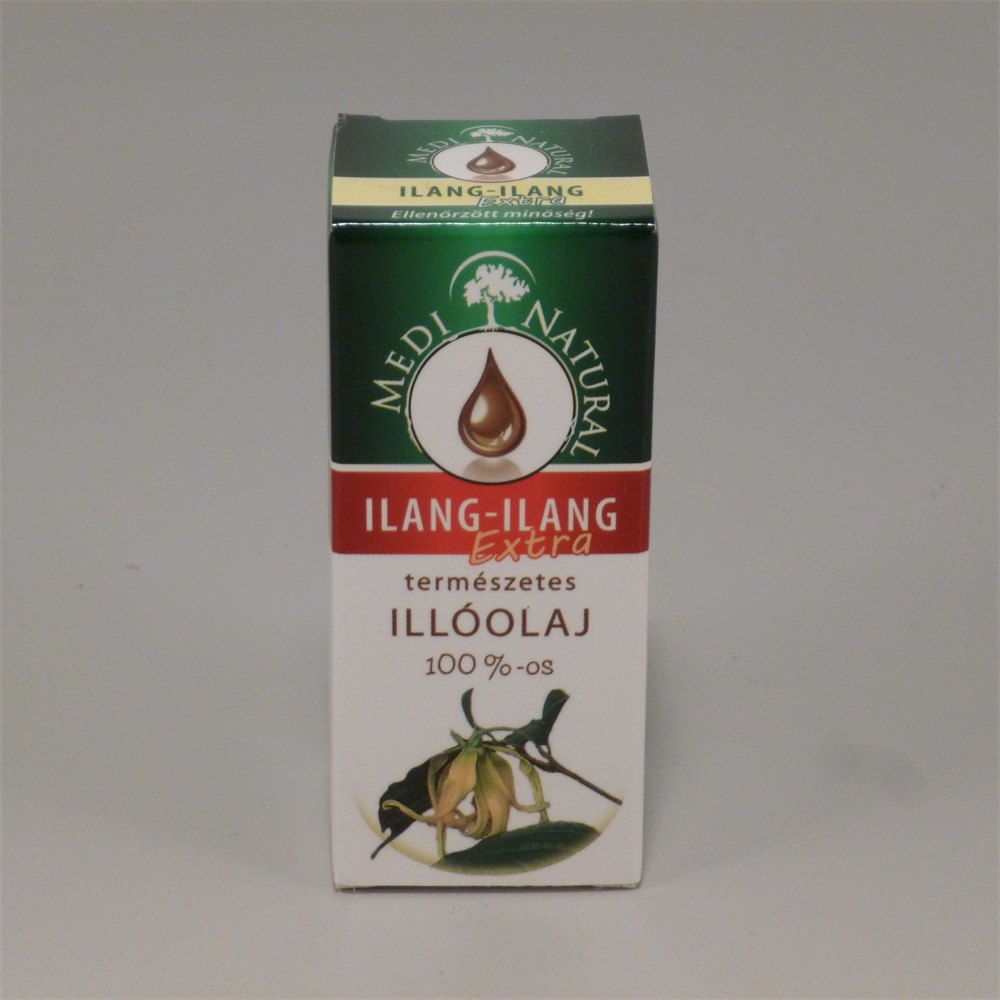 MEDI NATURAL
ILANG-ILANG
Extra
Ellenőrzött minőség!
MEDI NATURAL
ILANG-ILANG
Extra
természetes
ILLÓOLAJ
100 %-os